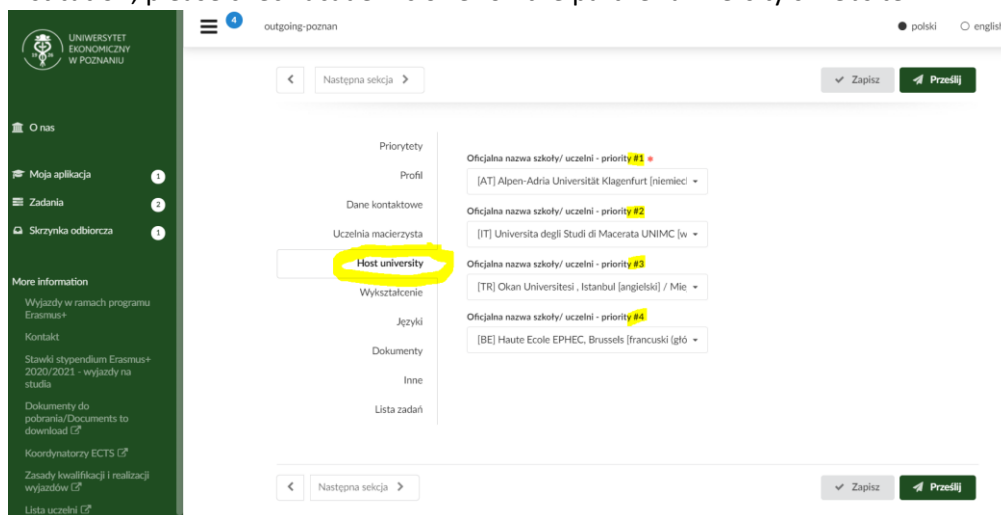 UNIWERSYTET
EKONOMICZNY
W POZNANIU
4
outgoing-poznan
polski
english
Następna sekcja
Zapisz
Prześlij
O nas
Moja aplikacja 1
Zadania 2
Skrzynka odbiorcza 1
More information
Wyjazdy w ramach programu
Erasmus+
Kontakt
Stawki stypendium Erasmus+
2020/2021 - wyjazdy na
studia
Dokumenty do
pobrania/Documents to
download
Koordynatorzy ECTS
Zasady kwalifikacji i realizacji
wyjazdów
Lista uczelni
Priorytety
Profil
Dane kontaktowe
Uczelnia macierzysta
Host university
Wykształcenie
Języki
Dokumenty
Inne
Lista zadań
Oficjalna nazwa szkoły/ uczelni - priority #1
[AT] Alpen-Adria Universität Klagenfurt [niemiecl
Oficjalna nazwa szkoły/ uczelni - priority #2
[IT] Universita degli Studi di Macerata UNIMC [w
Oficjalna nazwa szkoły/ uczelni - priority #3
[TR] Okan Universitesi , Istanbul [angielski] / Mię
Oficjalna nazwa szkoły/ uczelni - priority #4
[BE] Haute Ecole EPHEC, Brussels [francuski (głó
Następna sekcja
Zapisz
Prześlij